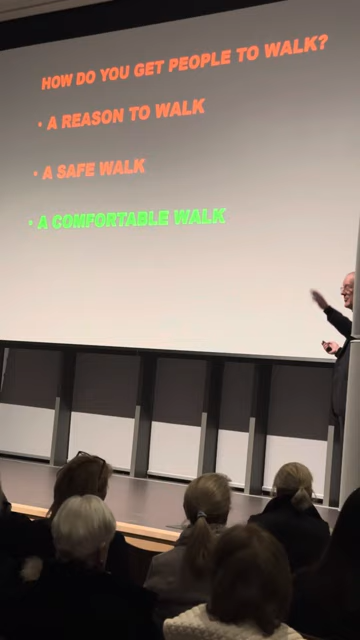 HOW DO YOU GET PEOPLE TO WALK?
• A REASON TO WALK
• A SAFE WALK
• A COMFORTABLE WALK